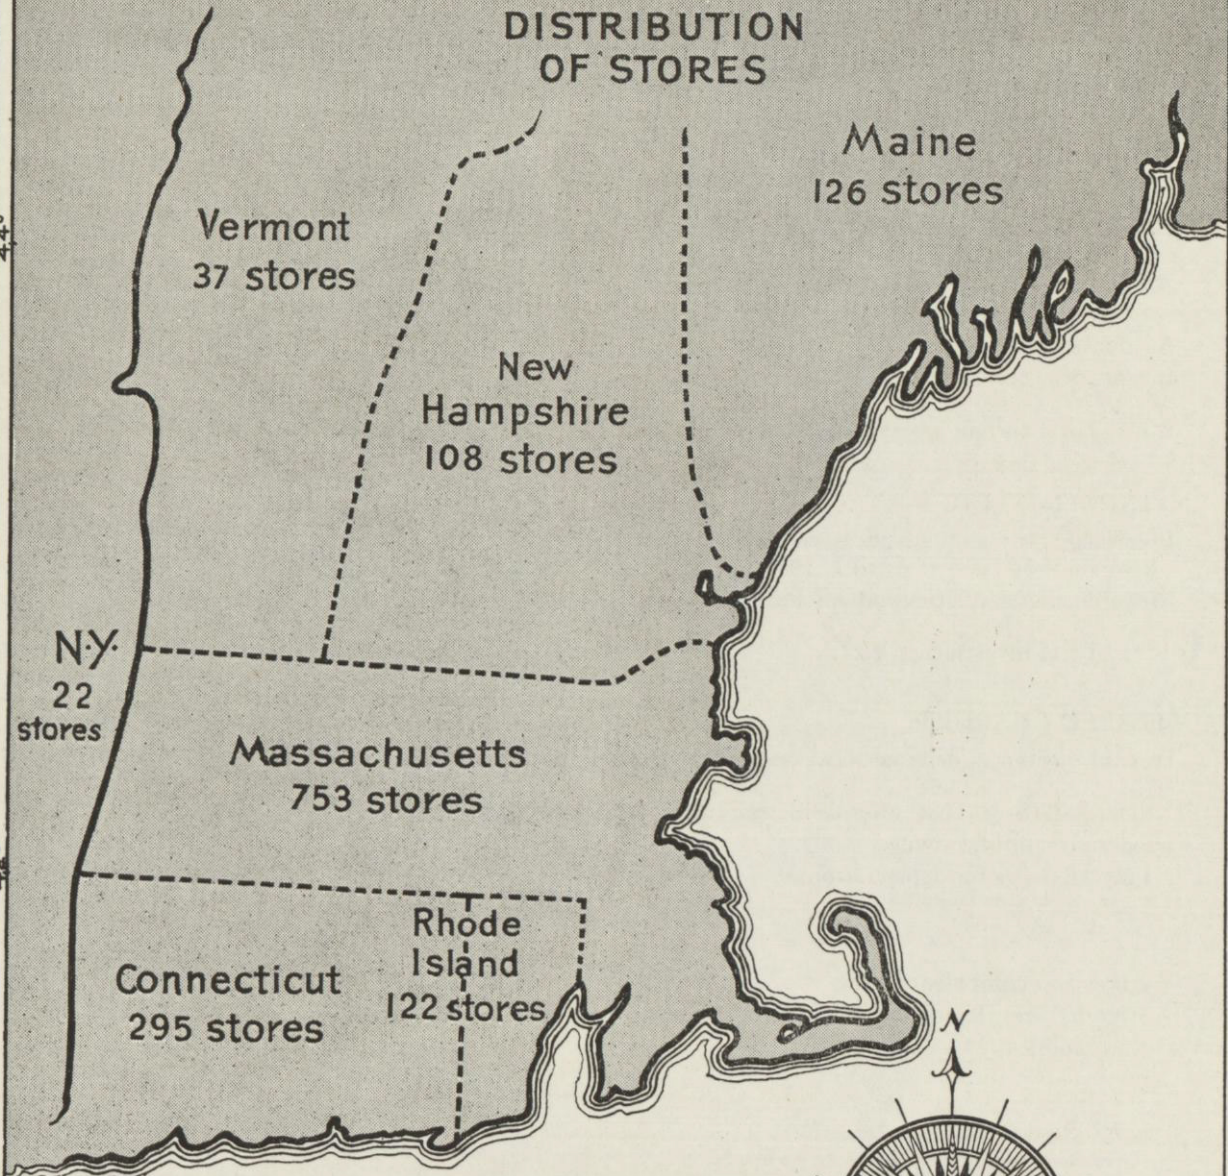 DISTRIBUTION
OF STORES
Maine
126 stores
Vermont
37 stores
44°
New
Hampshire
108 stores
N.Y.
22
stores
Massachusetts
753 stores
Rhode
Island
122 stores
Connecticut
295 stores
N